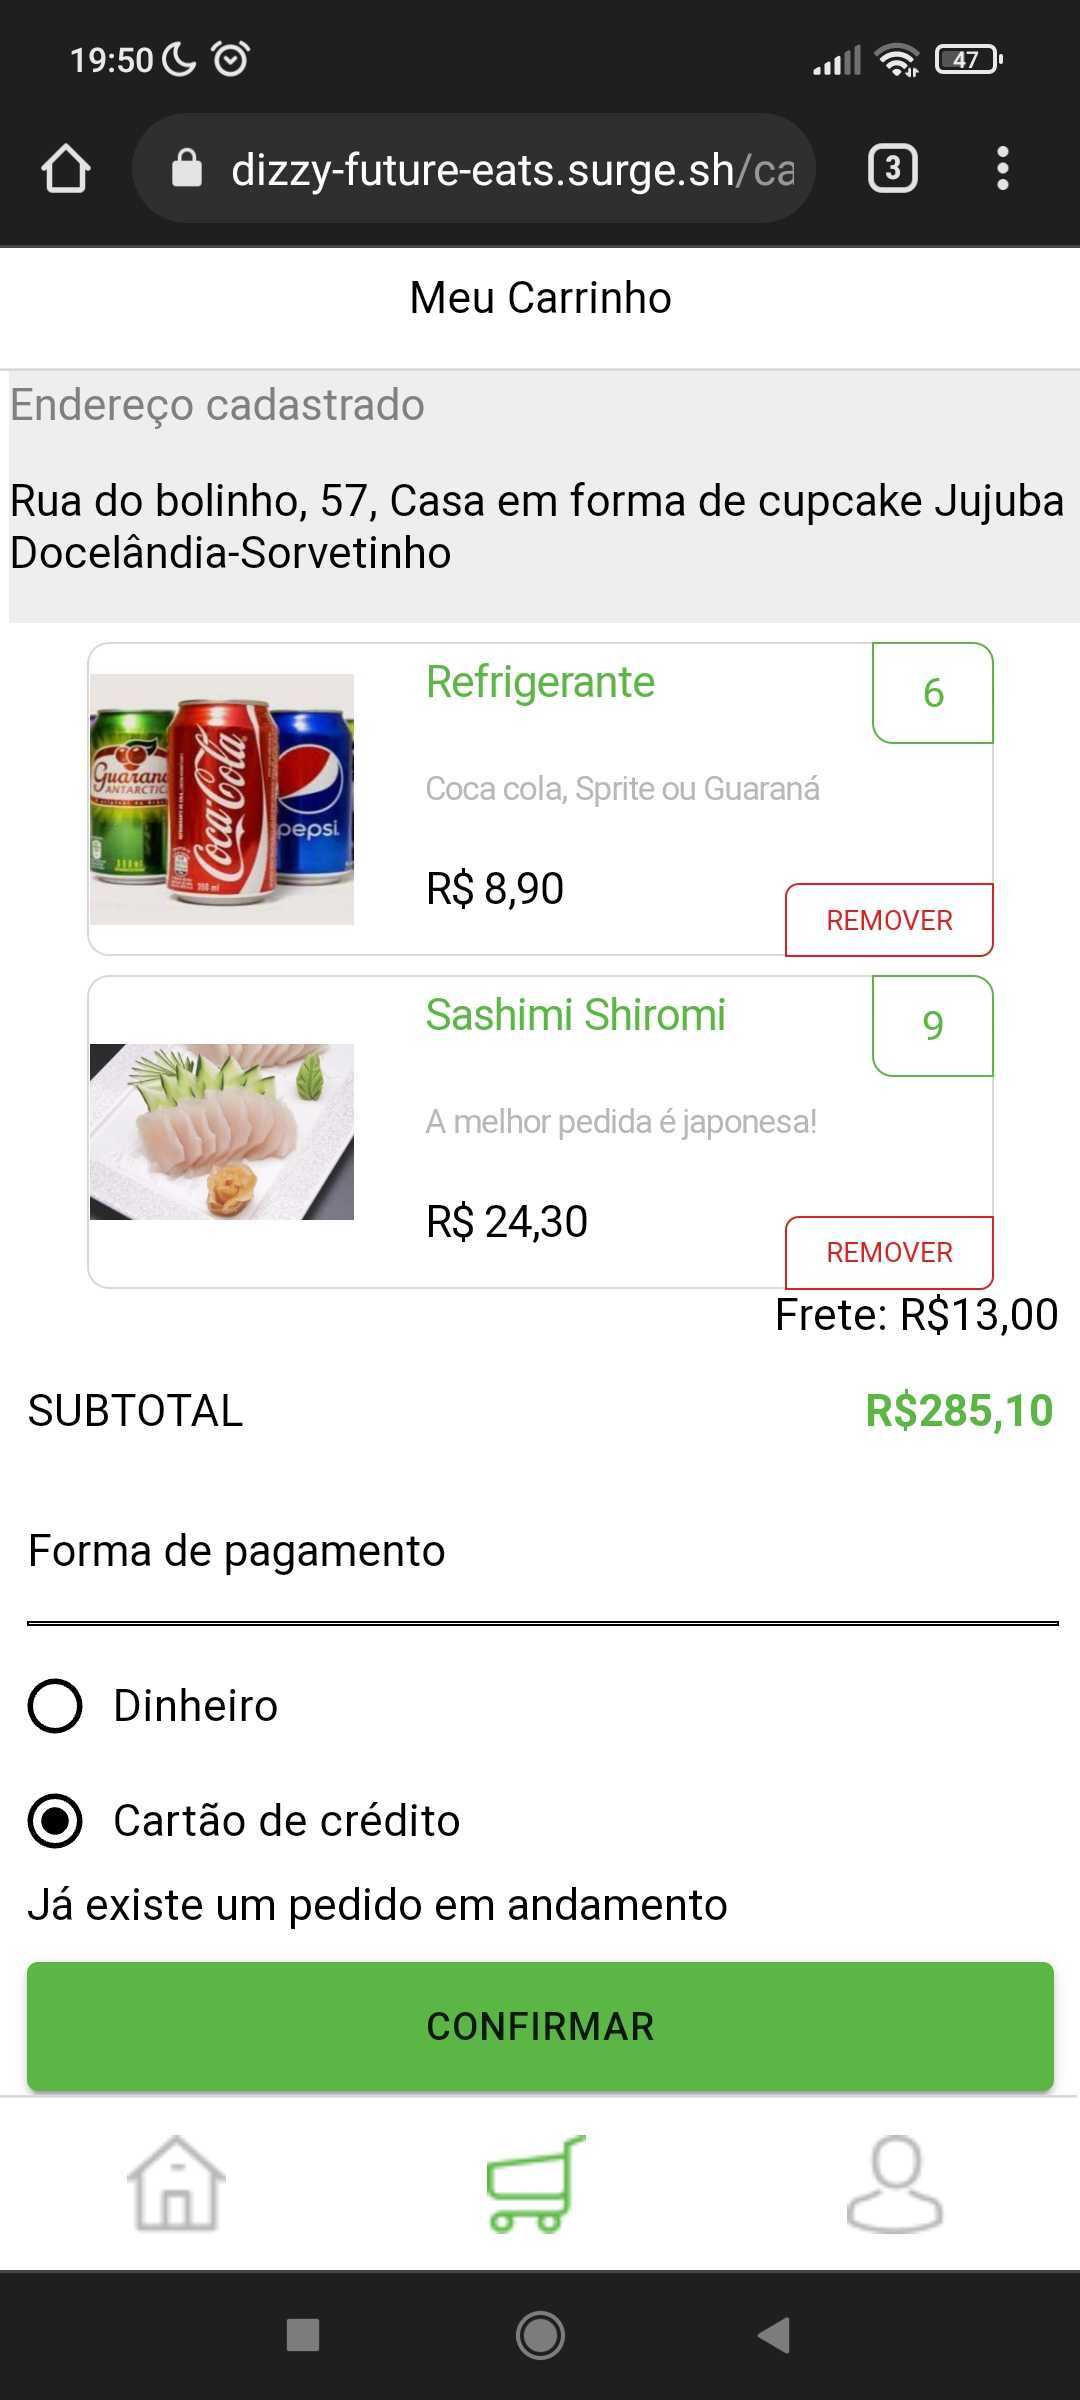 19:50
47
dizzy-future-eats.surge.sh/ca
3
Meu Carrinho
Endereço cadastrado
Rua do bolinho, 57, Casa em forma de cupcake Jujuba
Docelândia-Sorvetinho
Refrigerante
6
Guaraná
ANTARCTICA
Coca-Cola
pepsi
350 ml
Coca cola, Sprite ou Guaraná
R$ 8,90
REMOVER
Sashimi Shiromi
9
A melhor pedida é japonesa!
R$ 24,30
REMOVER
Frete: R$13,00
SUBTOTAL
R$285,10
Forma de pagamento
Dinheiro
Cartão de crédito
Já existe um pedido em andamento
CONFIRMAR